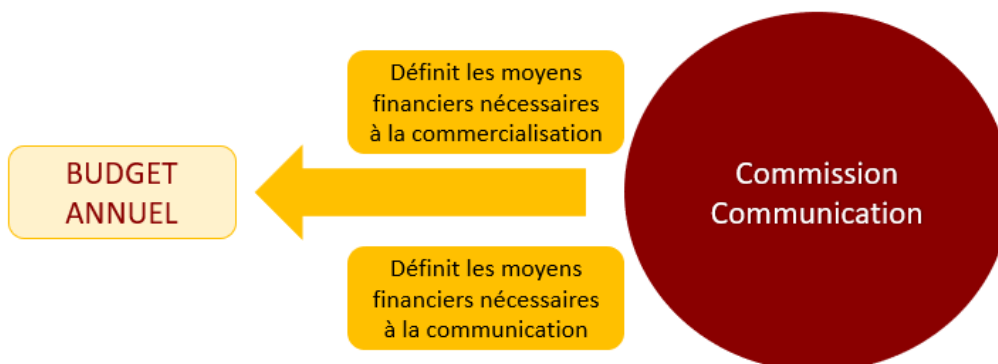 Définit les moyens
financiers nécessaires
à la commercialisation
BUDGET
ANNUEL
Commission
Communication
Définit les moyens
financiers nécessaires
à la communication